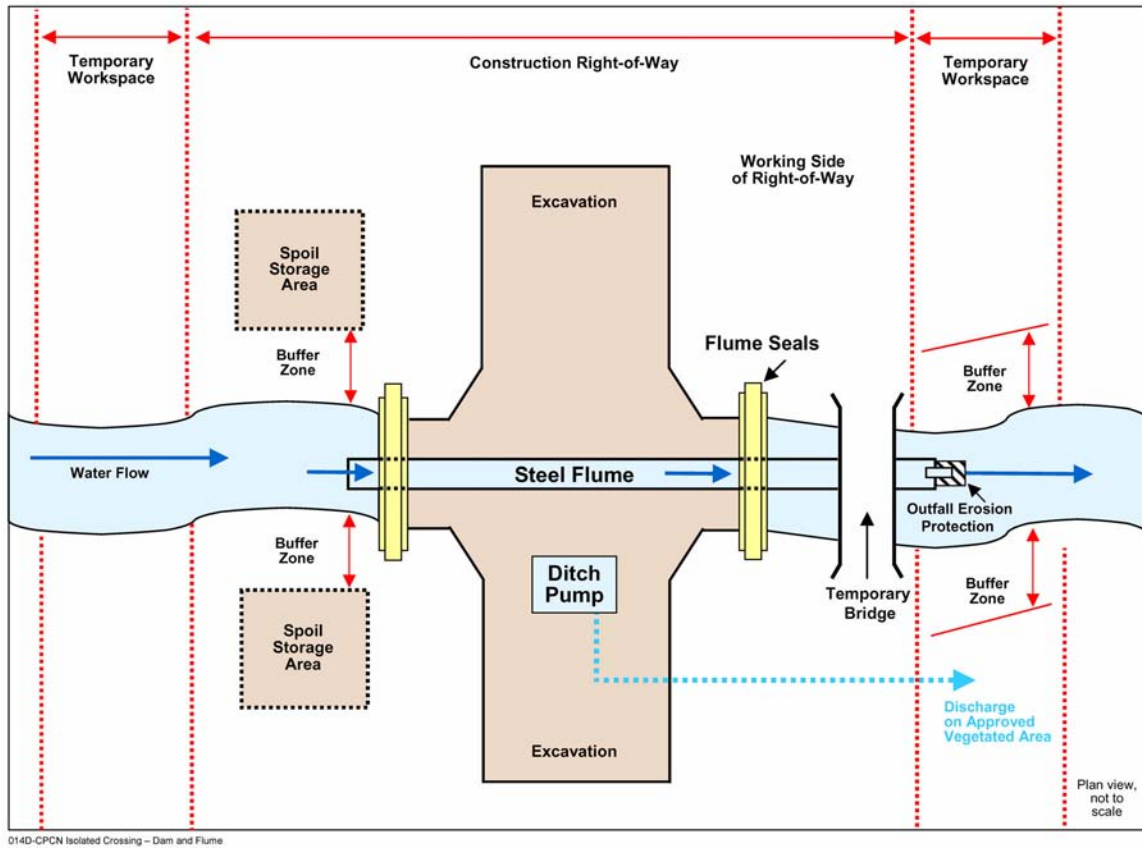 Temporary
Workspace
Construction Right-of-Way
Temporary
Workspace
Working Side
of Right-of-Way
Excavation
Spoil
Storage
Area
Flume Seals
Buffer
Zone
Buffer
Zone
Water Flow
Steel Flume
Outfall Erosion
Protection
Buffer
Zone
Ditch
Pump
Temporary
Bridge
Buffer
Zone
Spoil
Storage
Area
Discharge
on Approved
Vegetated Area
Excavation
Plan view,
not to
scale
014D-CPCN Isolated Crossing – Dam and Flume